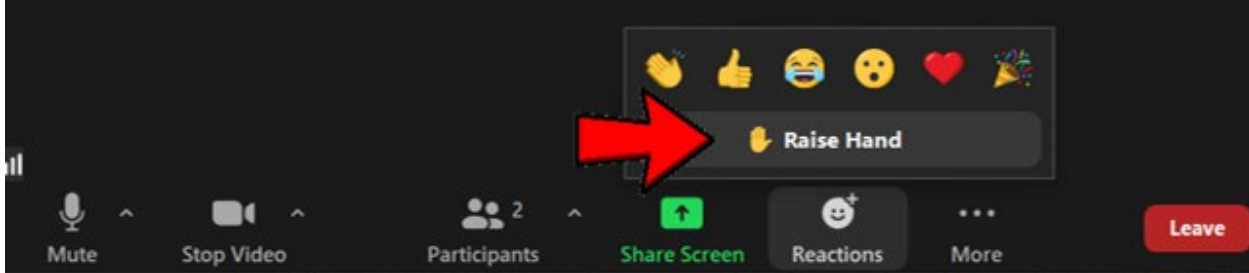 Raise Hand
2
Mute
Stop Video
Participants
Share Screen
Reactions
More
Leave